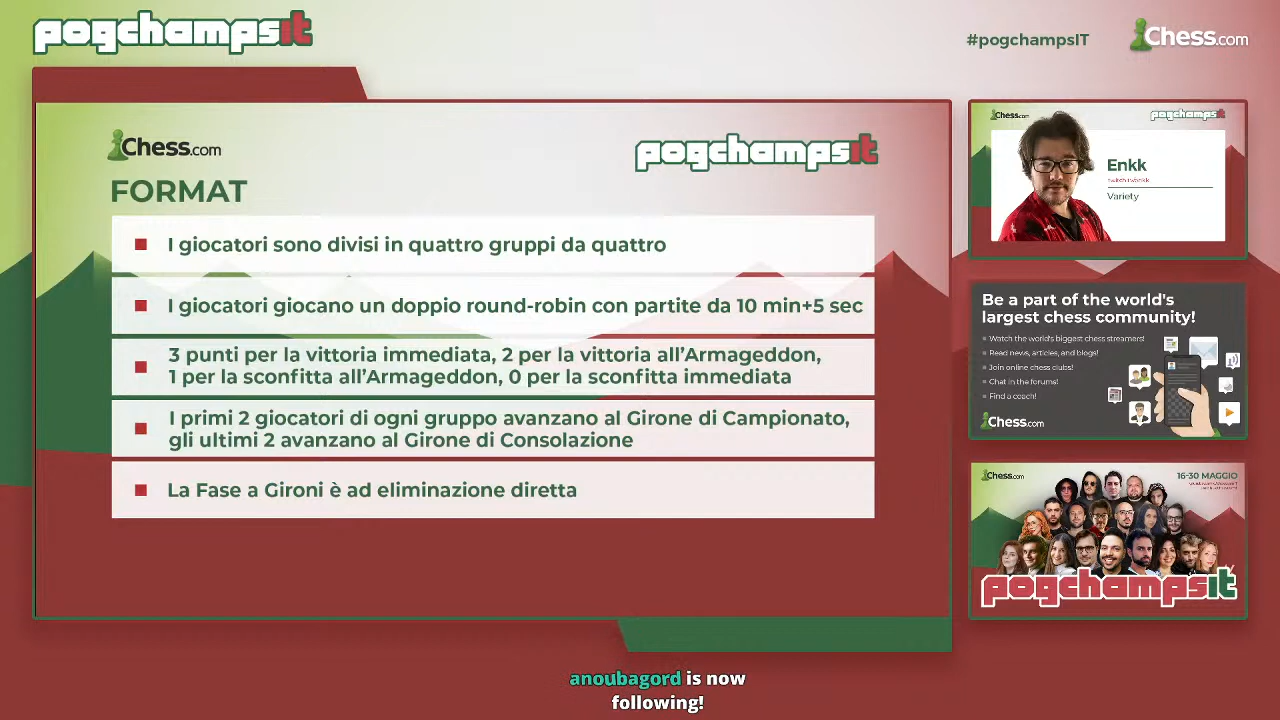 pogchampsit
#pogchampsIT
Chess.com
Chess.com
pogchampsit
FORMAT
I giocatori sono divisi in quattro gruppi da quattro
I giocatori giocano un doppio round-robin con partite da 10 min+5 sec
3 punti per la vittoria immediata, 2 per la vittoria all’Armageddon,
1 per la sconfitta all’Armageddon, 0 per la sconfitta immediata
I primi 2 giocatori di ogni gruppo avanzano al Girone di Campionato,
gli ultimi 2 avanzano al Girone di Consolazione
La Fase a Gironi è ad eliminazione diretta
Chess.com
pogchampsit
Enkk
Variety
Be a part of the world's
largest chess community!
Watch the world's biggest chess streamers!
Read news, articles, and blogs!
Join online chess clubs!
Chat in the forums!
Find a coach!
Chess.com
Chess.com
16-30 MAGGIO
pogchampsit
anoubagord is now
following!